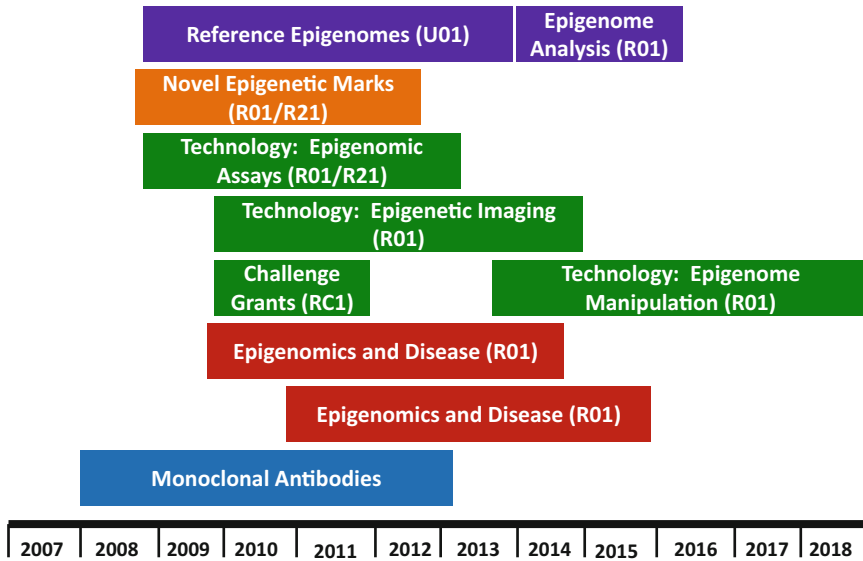 Reference Epigenomes (U01)
Epigenome
Analysis (R01)
Novel Epigenetic Marks
(R01/R21)
Technology:  Epigenomic
Assays (R01/R21)
Technology:  Epigenetic Imaging
(R01)
Challenge
Grants (RC1)
Technology:  Epigenome
Manipulation (R01)
Epigenomics and Disease (R01)
Epigenomics and Disease (R01)
Monoclonal Antibodies
2007 2008 2009 2010 2011 2012 2013 2014 2015 2016 2017 2018